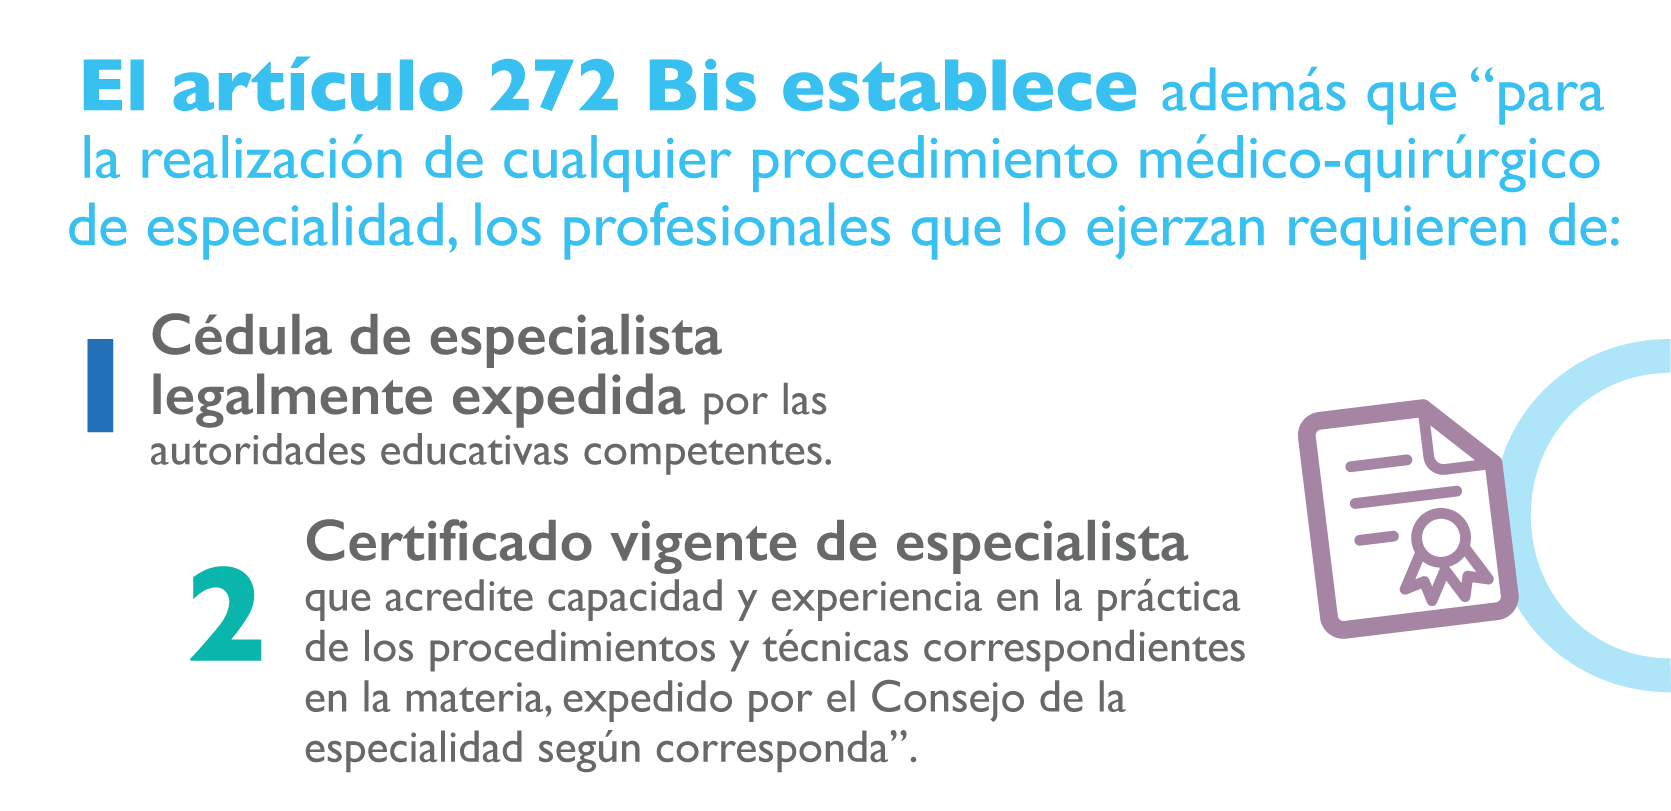 El artículo 272 Bis establece además que “para
la realización de cualquier procedimiento médico-quirúrgico
de especialidad, los profesionales que lo ejerzan requieren de:
1
Cédula de especialista
legalmente expedida por las
autoridades educativas competentes.
2
Certificado vigente de especialista
que acredite capacidad y experiencia en la práctica
de los procedimientos y técnicas correspondientes
en la materia, expedido por el Consejo de la
especialidad según corresponda”.